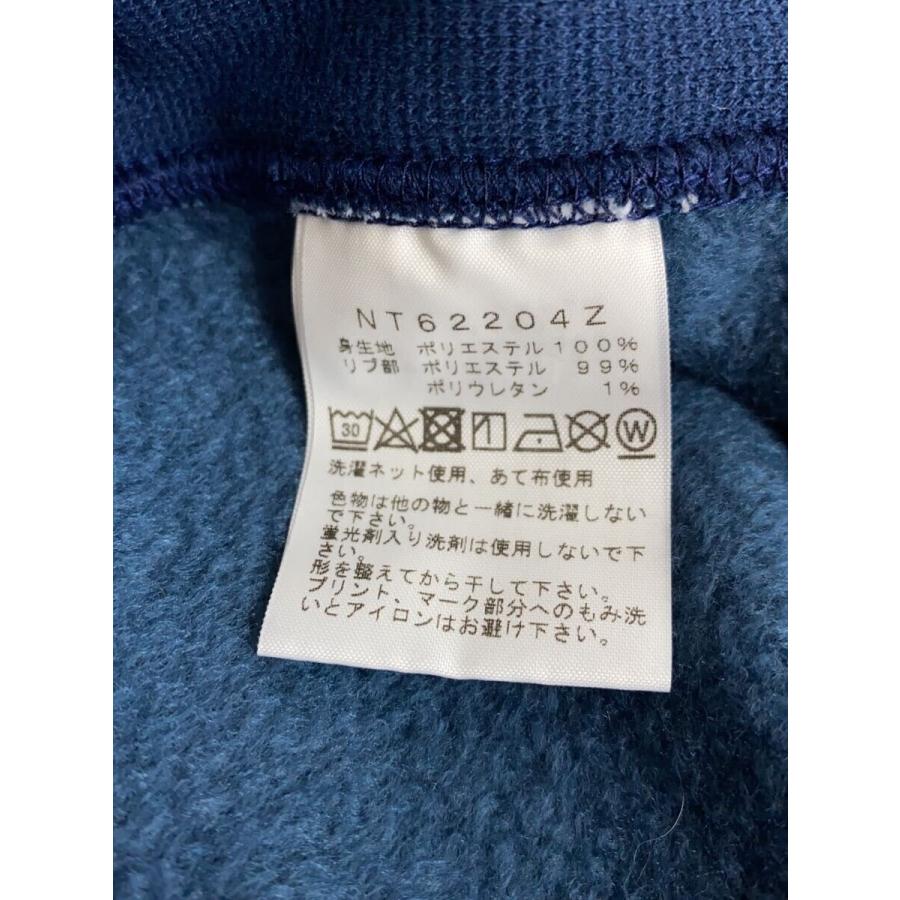 NT62204Z
身生地 ポリエステル100%
リブ部 ポリエステル 99%
ポリウレタン 1%
30 W
洗濯ネット使用、あて布使用
色物は他の物と一緒に洗濯しない
で下さい。
蛍光剤入り洗剤は使用しないで下
さい。
形を整えてから干して下さい。
プリント、マーク部分へのもみ洗
いとアイロンはお避け下さい。